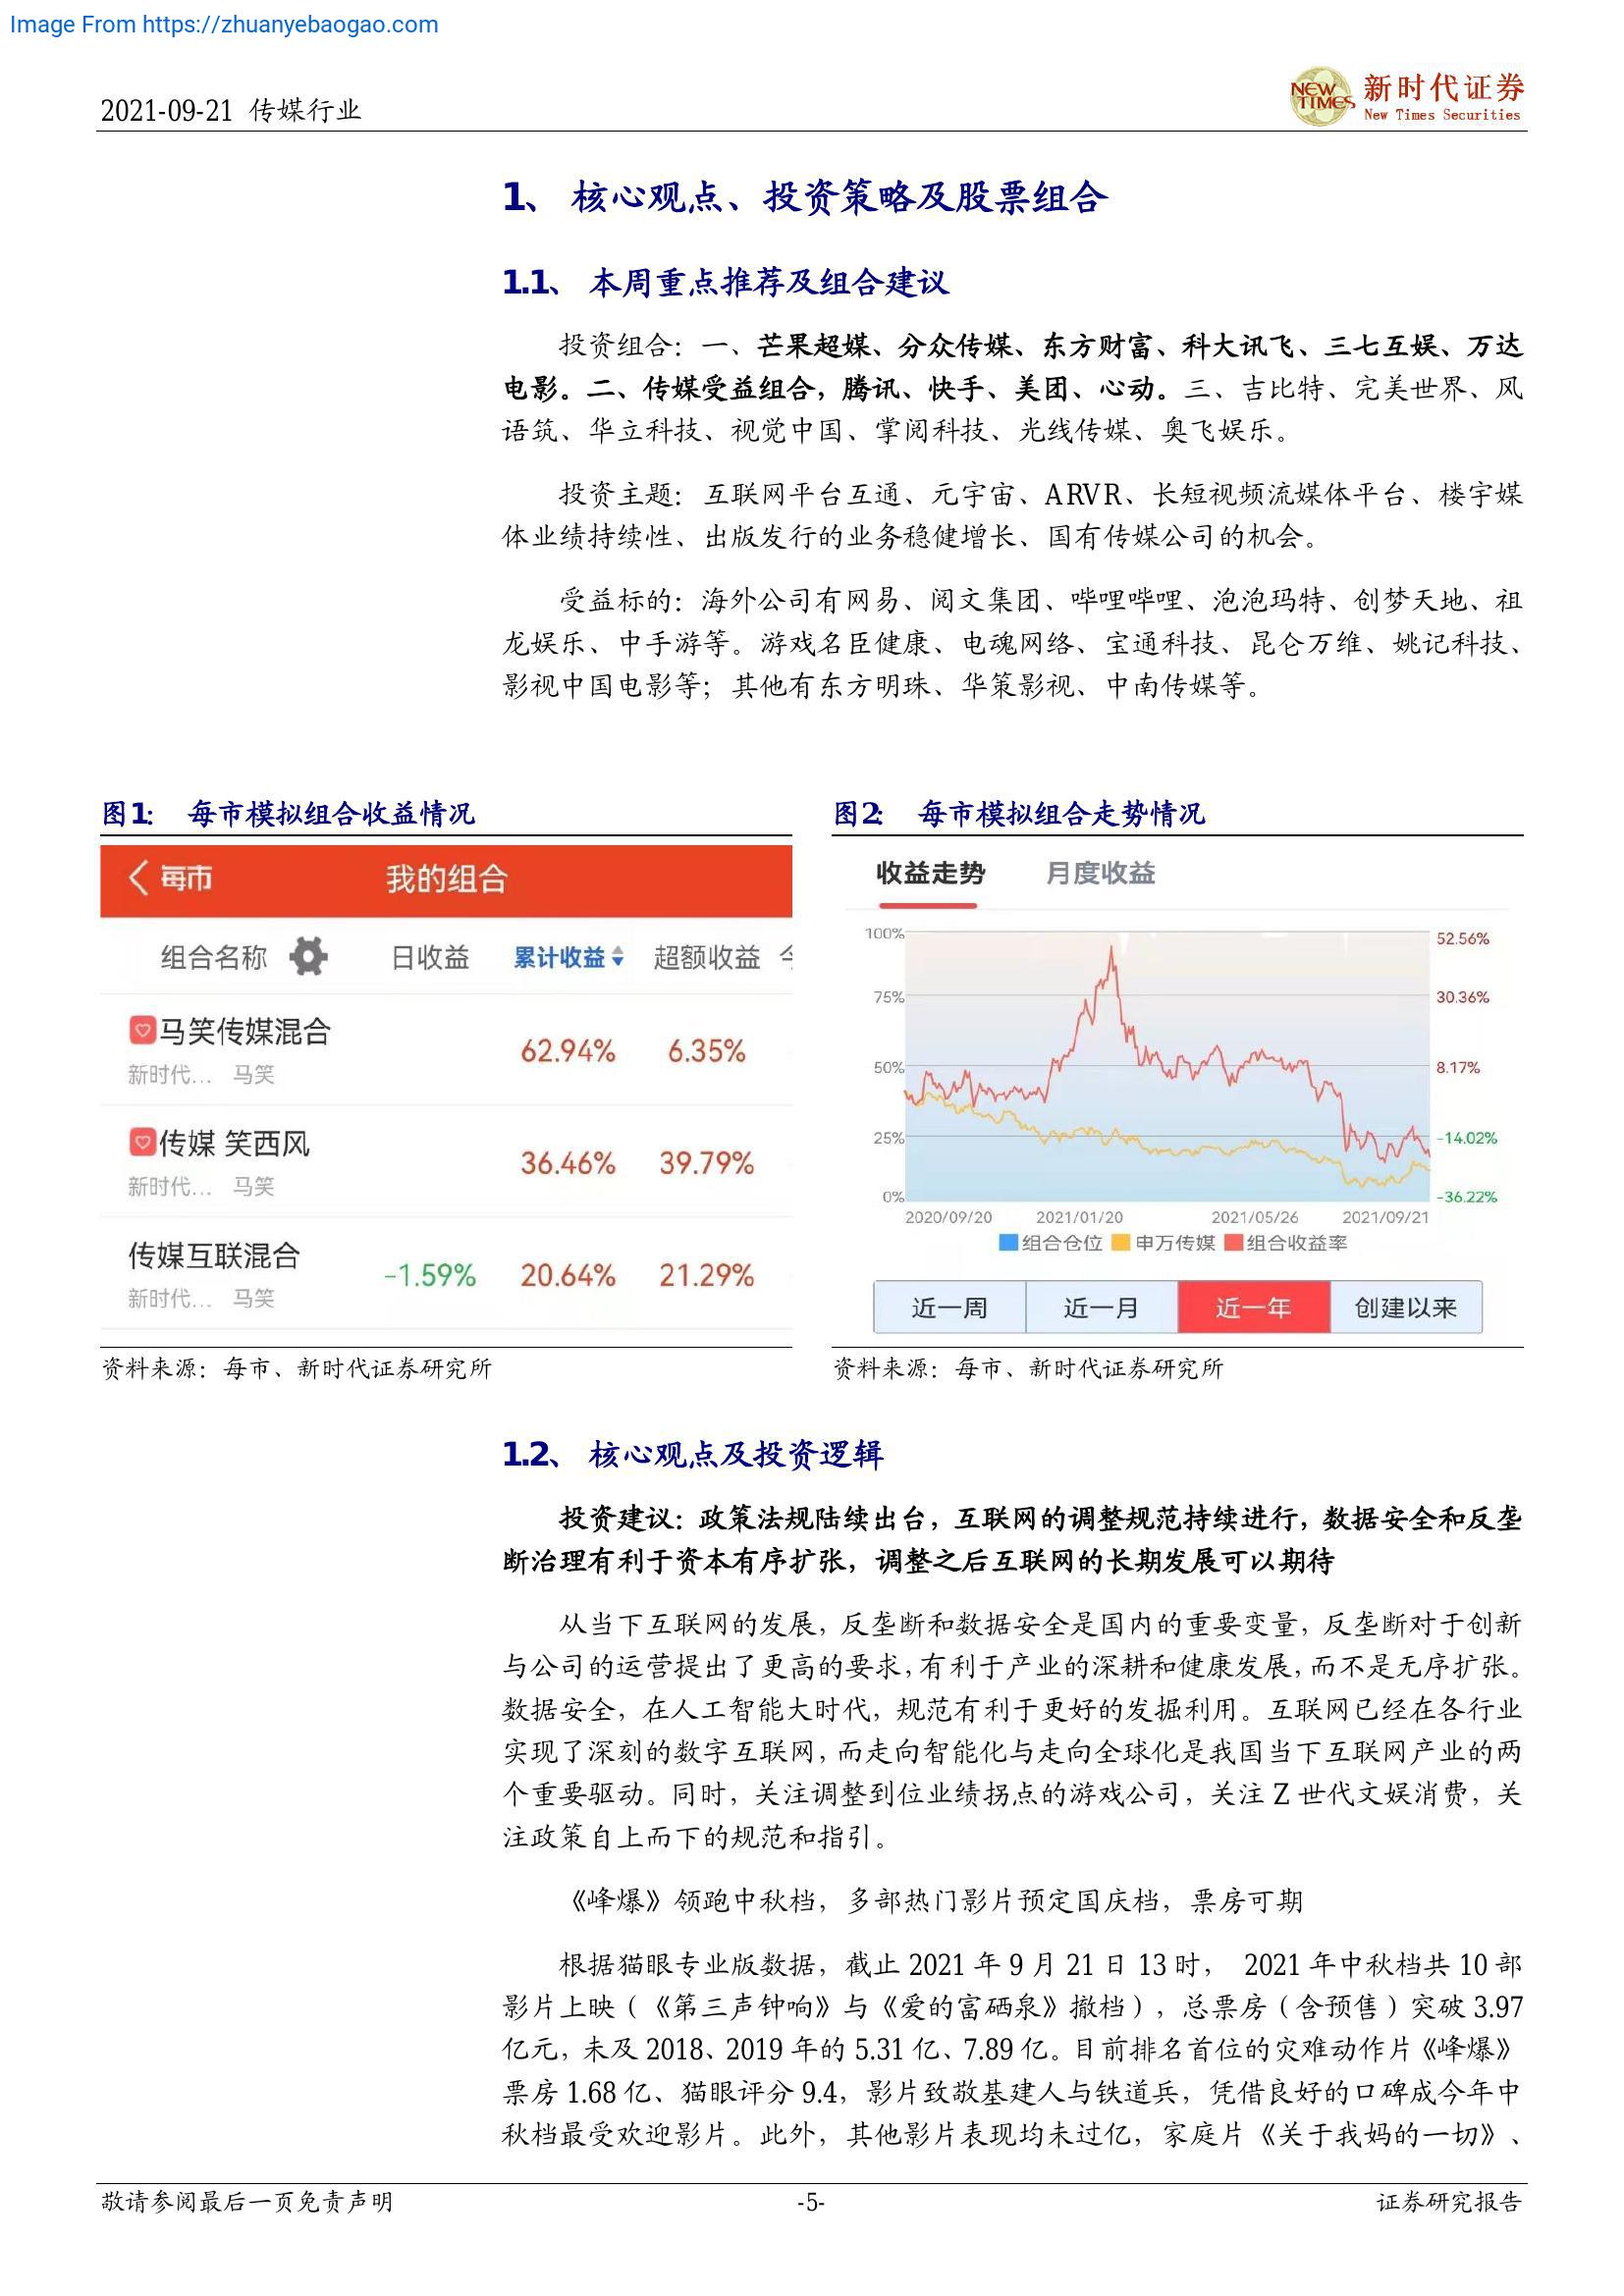 Image From https://zhuanyebaogao.com
2021-09-21 传媒行业
NEW TIMES
新时代证券
New Times Securities
1、 核心观点、投资策略及股票组合
1.1、 本周重点推荐及组合建议
投资组合：一、芒果超媒、分众传媒、东方财富、科大讯飞、三七互娱、万达
电影。二、传媒受益组合，腾讯、快手、美团、心动。三、吉比特、完美世界、风
语筑、华立科技、视觉中国、掌阅科技、光线传媒、奥飞娱乐。
投资主题：互联网平台互通、元宇宙、ARVR、长短视频流媒体平台、楼宇媒
体业绩持续性、出版发行的业务稳健增长、国有传媒公司的机会。
受益标的：海外公司有网易、阅文集团、哔哩哔哩、泡泡玛特、创梦天地、祖
龙娱乐、中手游等。游戏名臣健康、电魂网络、宝通科技、昆仑万维、姚记科技、
影视中国电影等；其他有东方明珠、华策影视、中南传媒等。
图1： 每市模拟组合收益情况
每市 我的组合
组合名称 日收益 累计收益 超额收益
马笑传媒混合
62.94% 6.35%
新时代... 马笑
传媒 笑西风
36.46% 39.79%
新时代... 马笑
传媒互联混合
-1.59% 20.64% 21.29%
新时代... 马笑
资料来源：每市、新时代证券研究所
图2： 每市模拟组合走势情况
收益走势 月度收益
100% 52.56%
75% 30.36%
50% 8.17%
25% -14.02%
0% -36.22%
2020/09/20 2021/01/20 2021/05/26 2021/09/21
组合仓位 申万传媒 组合收益率
近一周 近一月 近一年 创建以来
资料来源：每市、新时代证券研究所
1.2、 核心观点及投资逻辑
投资建议：政策法规陆续出台，互联网的调整规范持续进行，数据安全和反垄
断治理有利于资本有序扩张，调整之后互联网的长期发展可以期待
从当下互联网的发展，反垄断和数据安全是国内的重要变量，反垄断对于创新
与公司的运营提出了更高的要求，有利于产业的深耕和健康发展，而不是无序扩张。
数据安全，在人工智能大时代，规范有利于更好的发掘利用。互联网已经在各行业
实现了深刻的数字互联网，而走向智能化与走向全球化是我国当下互联网产业的两
个重要驱动。同时，关注调整到位业绩拐点的游戏公司，关注 Z 世代文娱消费，关
注政策自上而下的规范和指引。
《峰爆》领跑中秋档，多部热门影片预定国庆档，票房可期
根据猫眼专业版数据，截止 2021 年 9 月 21 日 13 时， 2021 年中秋档共 10 部
影片上映（《第三声钟响》与《爱的富硒泉》撤档），总票房（含预售）突破 3.97
亿元，未及 2018、2019 年的 5.31 亿、7.89 亿。目前排名首位的灾难动作片《峰爆》
票房 1.68 亿、猫眼评分 9.4，影片致敬基建人与铁道兵，凭借良好的口碑成今年中
秋档最受欢迎影片。此外，其他影片表现均未过亿，家庭片《关于我妈的一切》、
敬请参阅最后一页免责声明 -5- 证券研究报告